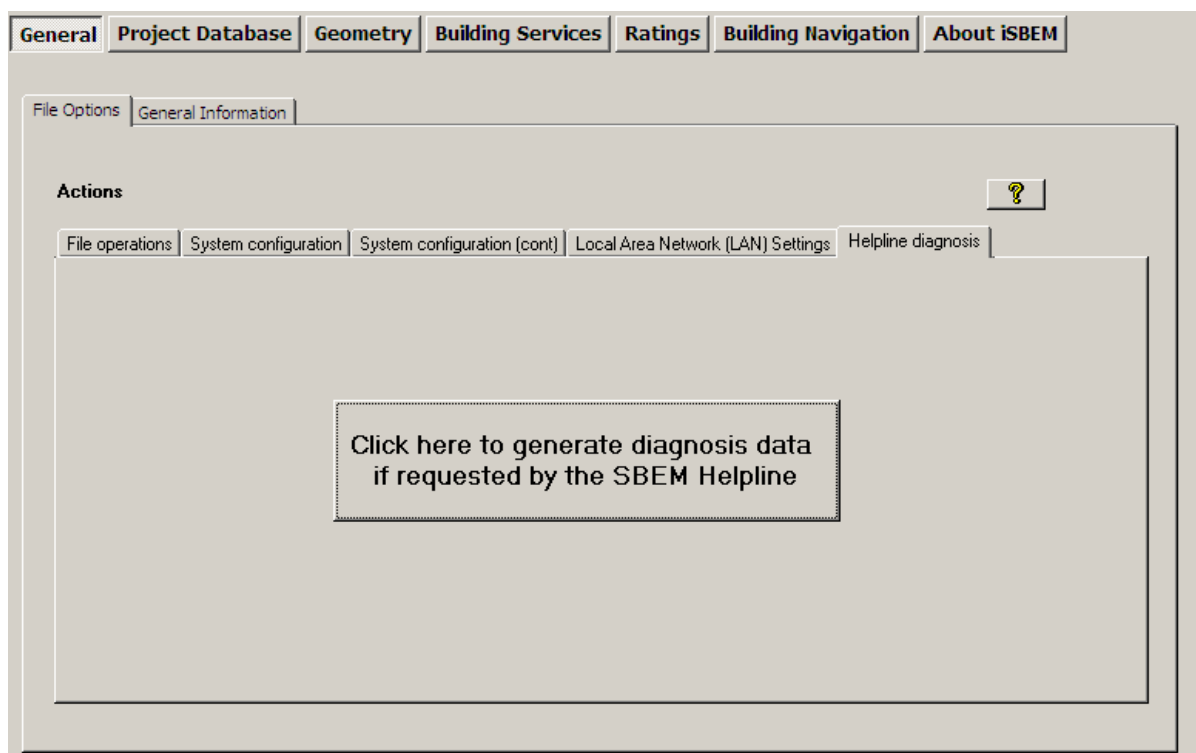 General Project Database Geometry Building Services Ratings Building Navigation About iSBEM
File Options General Information
Actions ?
File operations System configuration System configuration (cont) Local Area Network (LAN) Settings Helpline diagnosis
Click here to generate diagnosis data
if requested by the SBEM Helpline